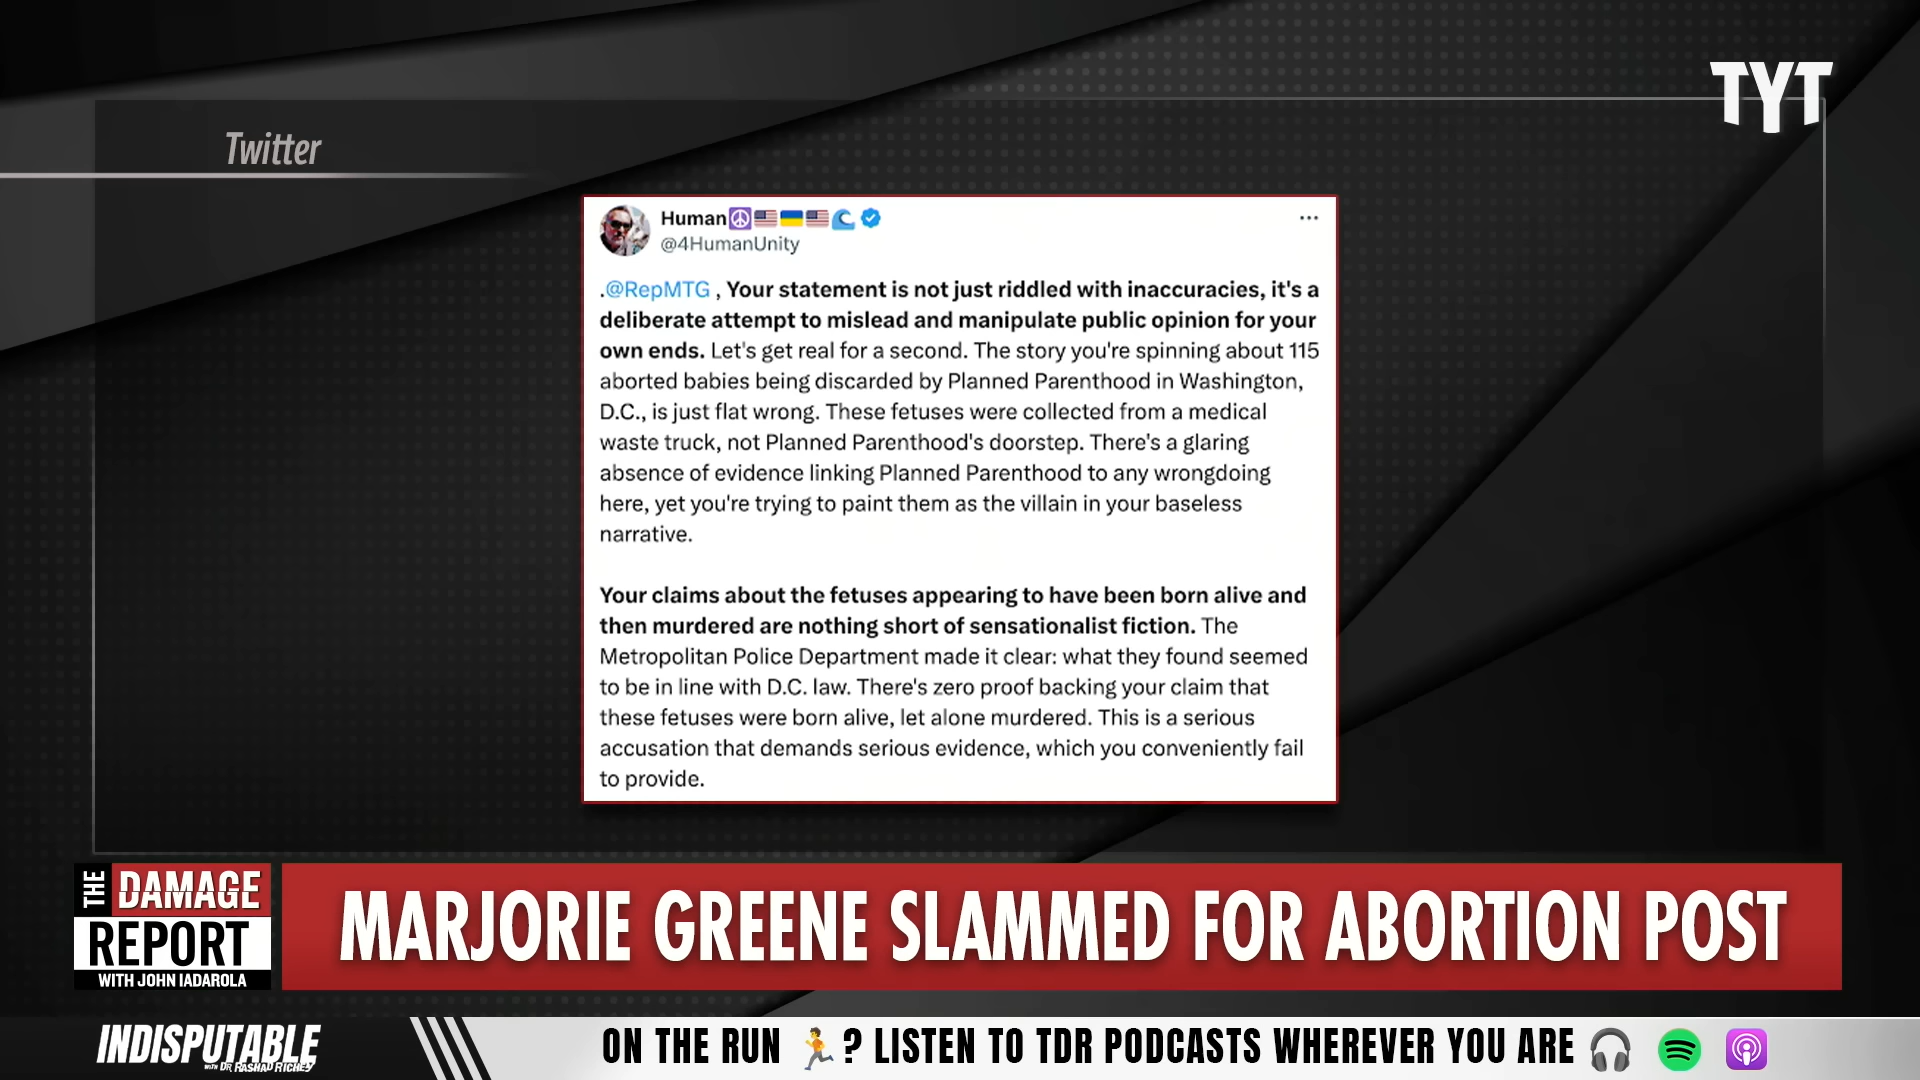 TYT
Twitter
Human
@4HumanUnity
.@RepMTG , Your statement is not just riddled with inaccuracies, it's a
deliberate attempt to mislead and manipulate public opinion for your
own ends. Let's get real for a second. The story you're spinning about 115
aborted babies being discarded by Planned Parenthood in Washington,
D.C., is just flat wrong. These fetuses were collected from a medical
waste truck, not Planned Parenthood's doorstep. There's a glaring
absence of evidence linking Planned Parenthood to any wrongdoing
here, yet you're trying to paint them as the villain in your baseless
narrative.
Your claims about the fetuses appearing to have been born alive and
then murdered are nothing short of sensationalist fiction. The
Metropolitan Police Department made it clear: what they found seemed
to be in line with D.C. law. There's zero proof backing your claim that
these fetuses were born alive, let alone murdered. This is a serious
accusation that demands serious evidence, which you conveniently fail
to provide.
THE DAMAGE
REPORT
WITH JOHN IADAROLA
MARJORIE GREENE SLAMMED FOR ABORTION POST
INDISPUTABLE
WITH DR RASHAD RICHEY
ON THE RUN 🏃? LISTEN TO TDR PODCASTS WHEREVER YOU ARE